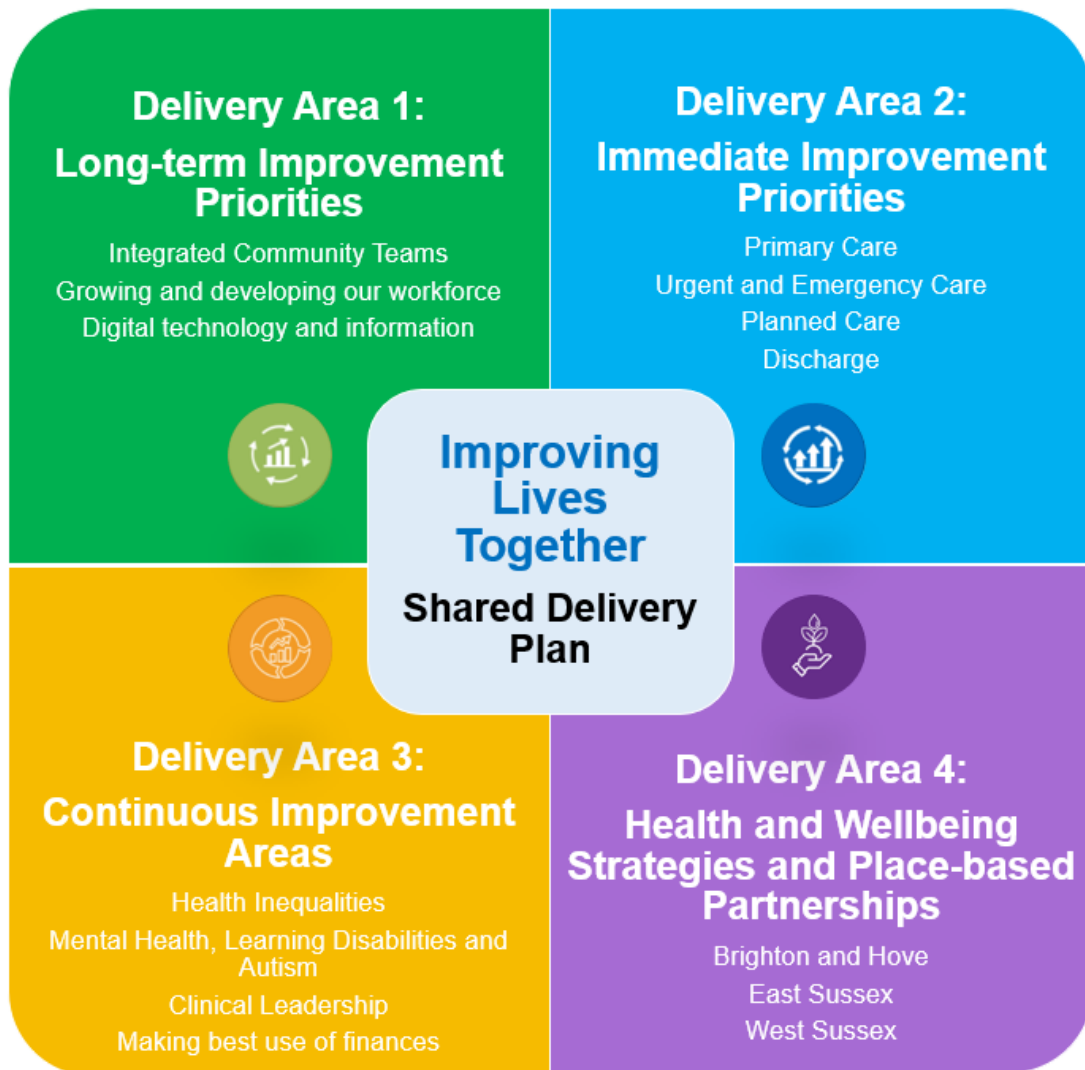 Delivery Area 1:
Long-term Improvement
Priorities
Integrated Community Teams
Growing and developing our workforce
Digital technology and information
Delivery Area 2:
Immediate Improvement
Priorities
Primary Care
Urgent and Emergency Care
Planned Care
Discharge
Improving
Lives
Together
Shared Delivery
Plan
Delivery Area 3:
Continuous Improvement
Areas
Health Inequalities
Mental Health, Learning Disabilities and
Autism
Clinical Leadership
Making best use of finances
Delivery Area 4:
Health and Wellbeing
Strategies and Place-based
Partnerships
Brighton and Hove
East Sussex
West Sussex